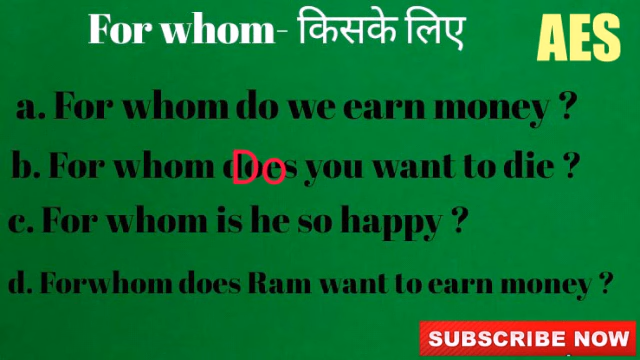 For whom- किसके लिए
AES
a. For whom do we earn money ?
b. For whom does Do you want to die ?
c. For whom is he so happy ?
d. Forwhom does Ram want to earn money ?
SUBSCRIBE NOW